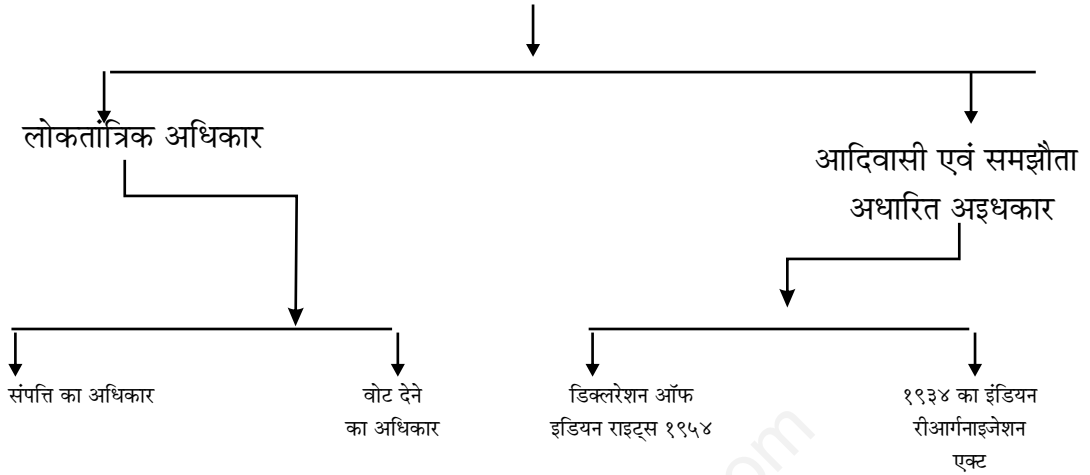 लोकतांत्रिक अधिकार
आदिवासी एवं समझौता
अधारित अइधकार
संपत्ति का अधिकार
वोट देने
का अधिकार
डिक्लरेशन ऑफ
इडियन राइट्स १९५४
१९३४ का इंडियन
रीआर्गनाइजेशन
एक्ट